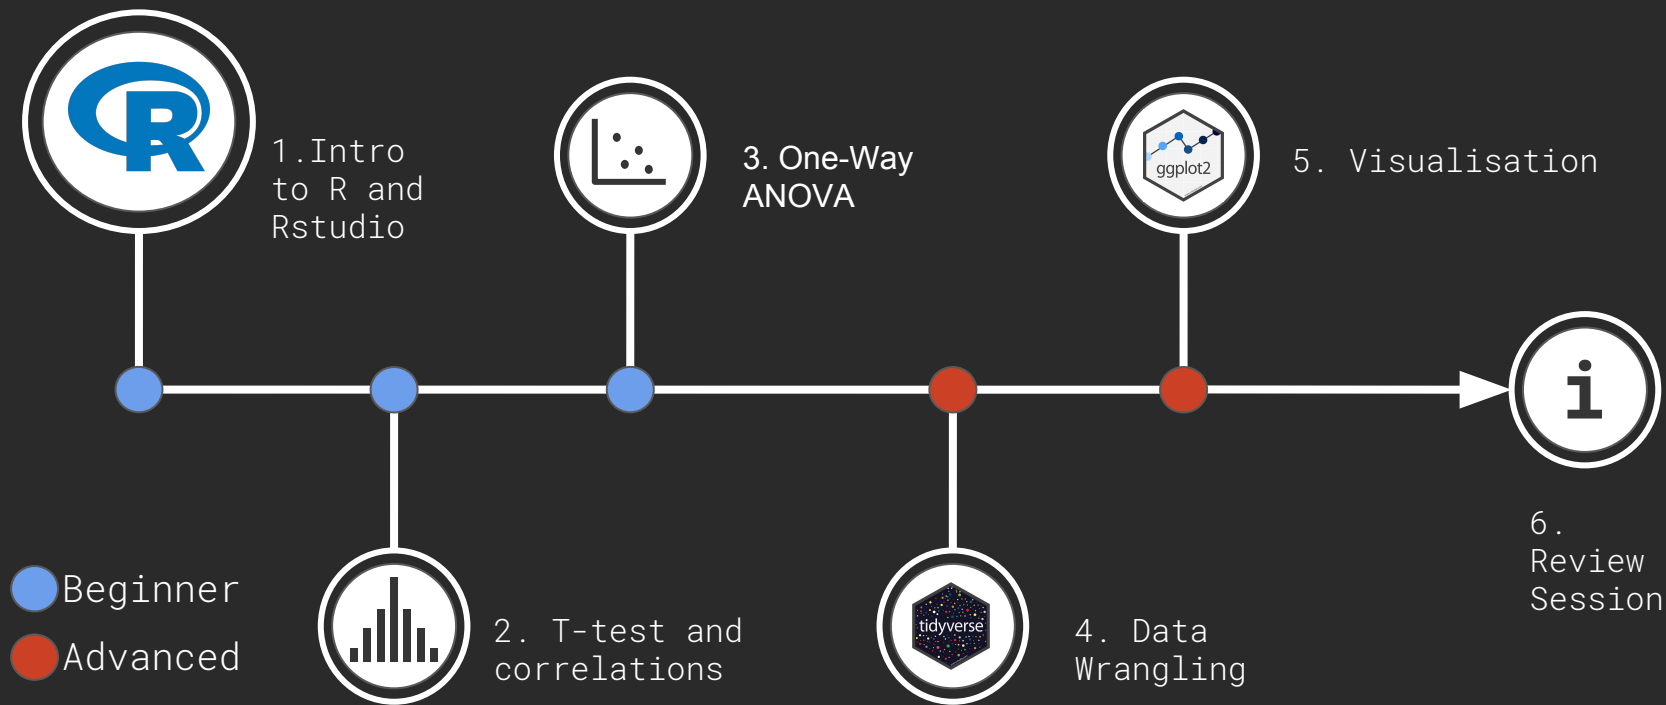 1.Intro
to R and
Rstudio
3. One-Way
ANOVA
ggplot2
5. Visualisation
i
6.
Review
Session
Beginner
Advanced
2. T-test and
correlations
tidyverse
4. Data
Wrangling
R